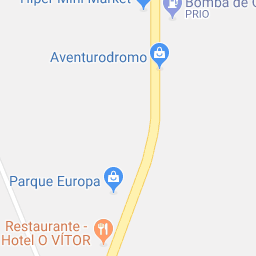 Hiper Mini Market
Bomba de
PRIO
Aventurodromo
Parque Europa
Restaurante -
Hotel O VÍTOR